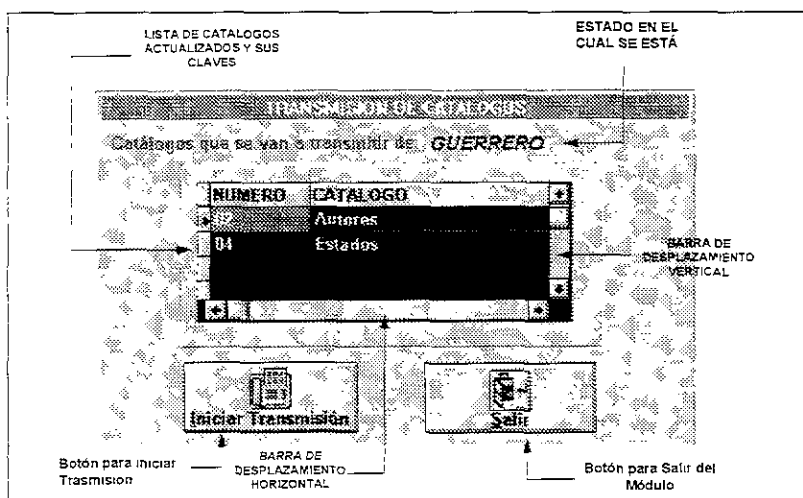 LISTA DE CATALOGOS
ACTUALIZADOS Y SUS
CLAVES
ESTADO EN EL
CUAL SE ESTÁ
TRANSMISION DE CATALOGOS
Catálogos que se van a transmitir de GUERRERO
NUMERO CATALOGO
02 Autores
04 Estados
BARRA DE
DESPLAZAMIENTO
VERTICAL
Iniciar Transmisión
Salir
Botón para iniciar
Trasmision
BARRA DE
DESPLAZAMIENTO
HORIZONTAL
Botón para Salir del
Módulo